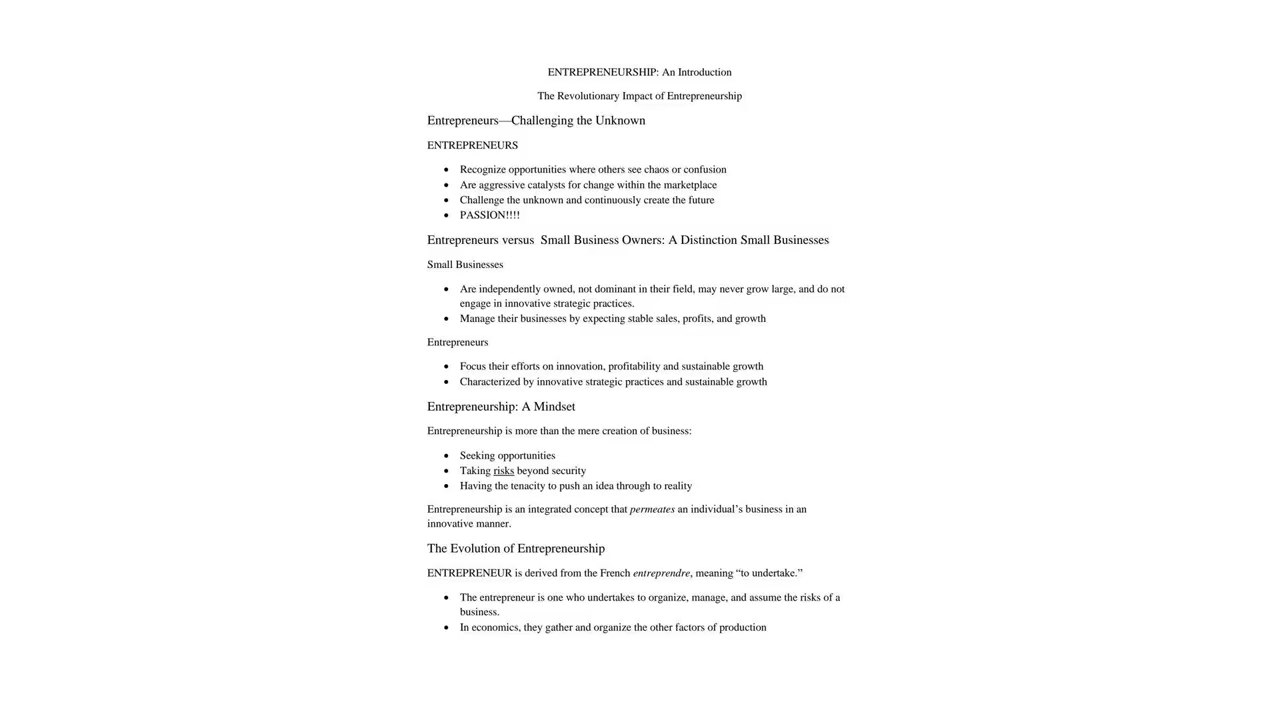 ENTREPRENEURSHIP: An Introduction
The Revolutionary Impact of Entrepreneurship
Entrepreneurs—Challenging the Unknown
ENTREPRENEURS
• Recognize opportunities where others see chaos or confusion
• Are aggressive catalysts for change within the marketplace
• Challenge the unknown and continuously create the future
• PASSION!!!!
Entrepreneurs versus  Small Business Owners: A Distinction Small Businesses
Small Businesses
• Are independently owned, not dominant in their field, may never grow large, and do not
engage in innovative strategic practices.
• Manage their businesses by expecting stable sales, profits, and growth
Entrepreneurs
• Focus their efforts on innovation, profitability and sustainable growth
• Characterized by innovative strategic practices and sustainable growth
Entrepreneurship: A Mindset
Entrepreneurship is more than the mere creation of business:
• Seeking opportunities
• Taking risks beyond security
• Having the tenacity to push an idea through to reality
Entrepreneurship is an integrated concept that permeates an individual’s business in an
innovative manner.
The Evolution of Entrepreneurship
ENTREPRENEUR is derived from the French entreprendre, meaning “to undertake.”
• The entrepreneur is one who undertakes to organize, manage, and assume the risks of a
business.
• In economics, they gather and organize the other factors of production